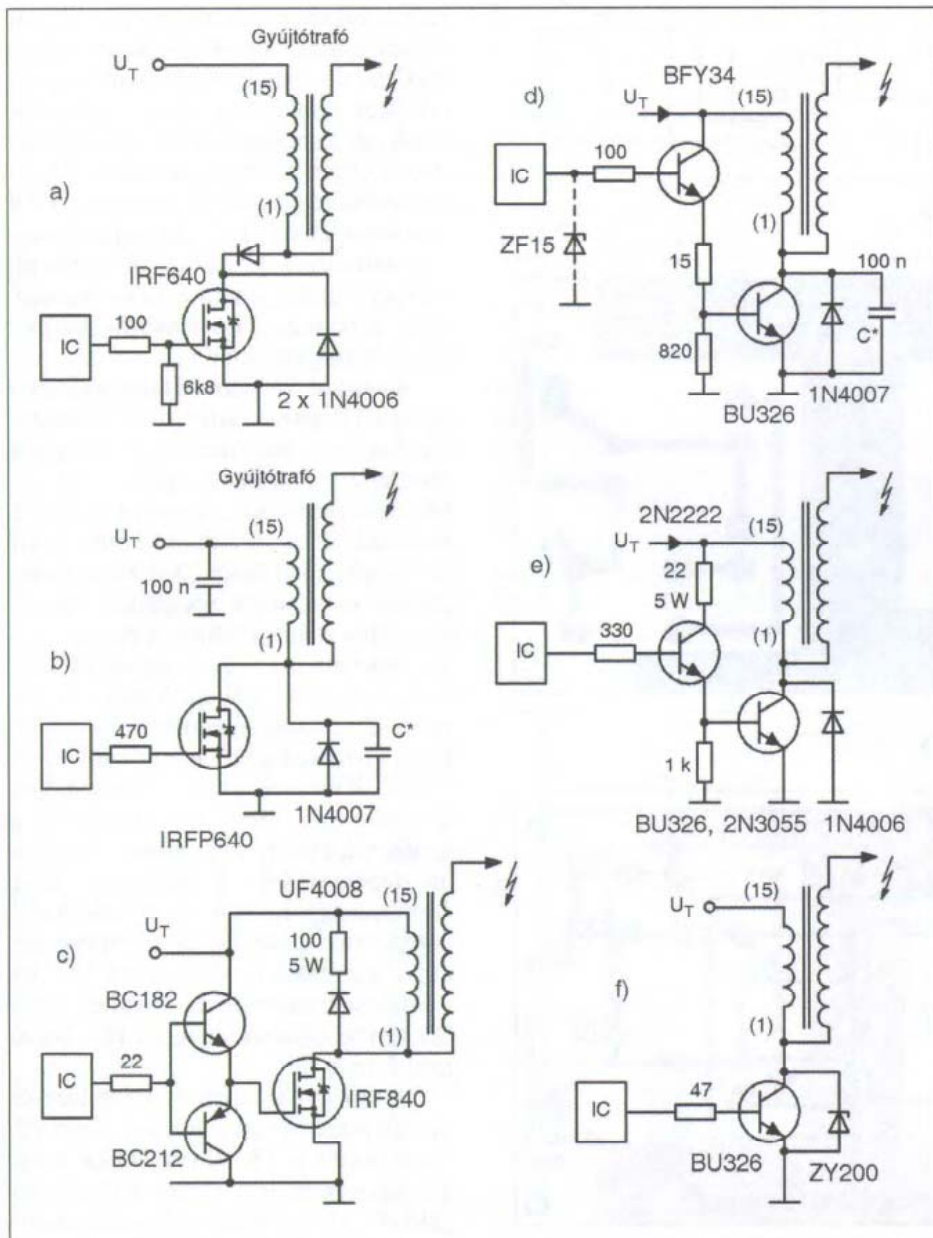 Gyújtótrafó
U_T
(15)
a)
(1)
IRF640
IC
100
6k8
2 x 1N4006
Gyújtótrafó
U_T
(15)
100 n
(1)
b)
IC
470
C*
1N4007
IRFP640
UF4008
(15)
U_T
100
5 W
c)
BC182
(1)
IC
22
IRF840
BC212
BFY34
d)
U_T
(15)
IC
100
ZF15
(1)
15
100 n
820
C*
1N4007
BU326
2N2222
U_T
(15)
e)
22
5 W
IC
330
(1)
1 k
BU326, 2N3055
1N4006
(15)
U_T
f)
(1)
IC
47
BU326
ZY200